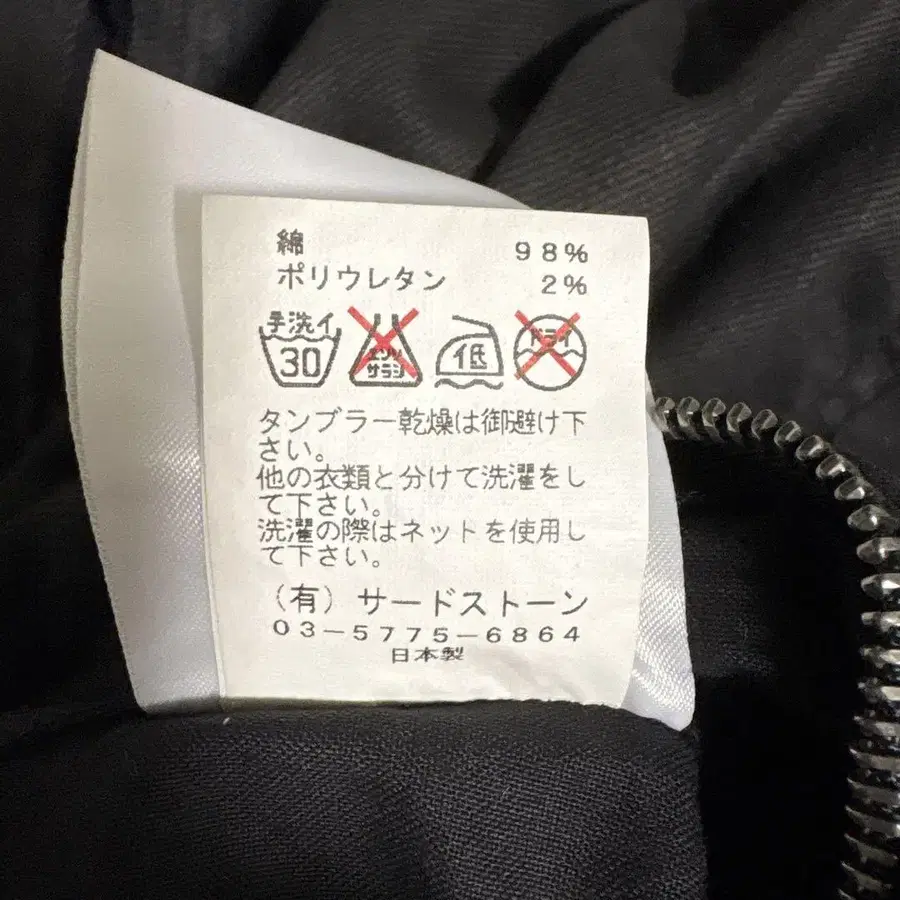 綿 98%
ポリウレタン 2%
手洗イ 30 エンソサラシ 低 ドライ
タンブラー乾燥は御避け下
さい。
他の衣類と分けて洗濯をし
て下さい。
洗濯の際はネットを使用し
て下さい。
(有) サードストーン
03-5775-6864
日本製